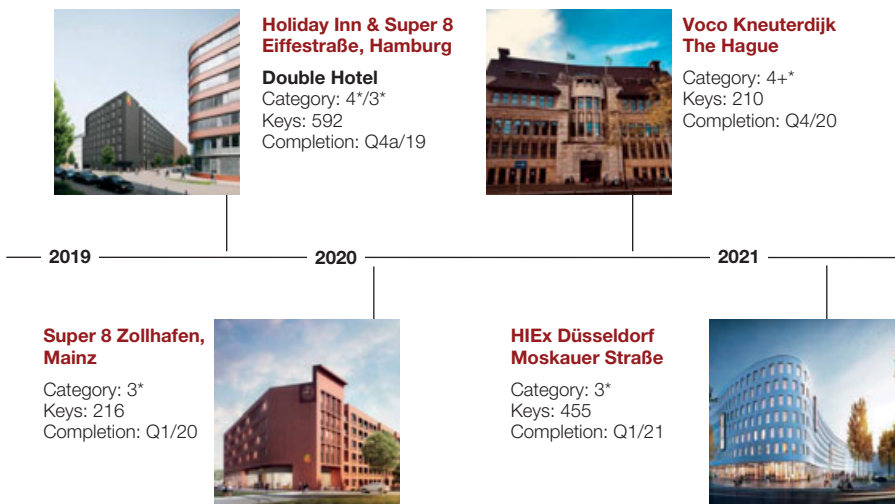 Holiday Inn & Super 8
Eiffestraße, Hamburg
Double Hotel
Category: 4*/3*
Keys: 592
Completion: Q4a/19
Voco Kneuterdijk
The Hague
Category: 4+*
Keys: 210
Completion: Q4/20
2019
2020
2021
Super 8 Zollhafen,
Mainz
Category: 3*
Keys: 216
Completion: Q1/20
HIEx Düsseldorf
Moskauer Straße
Category: 3*
Keys: 455
Completion: Q1/21